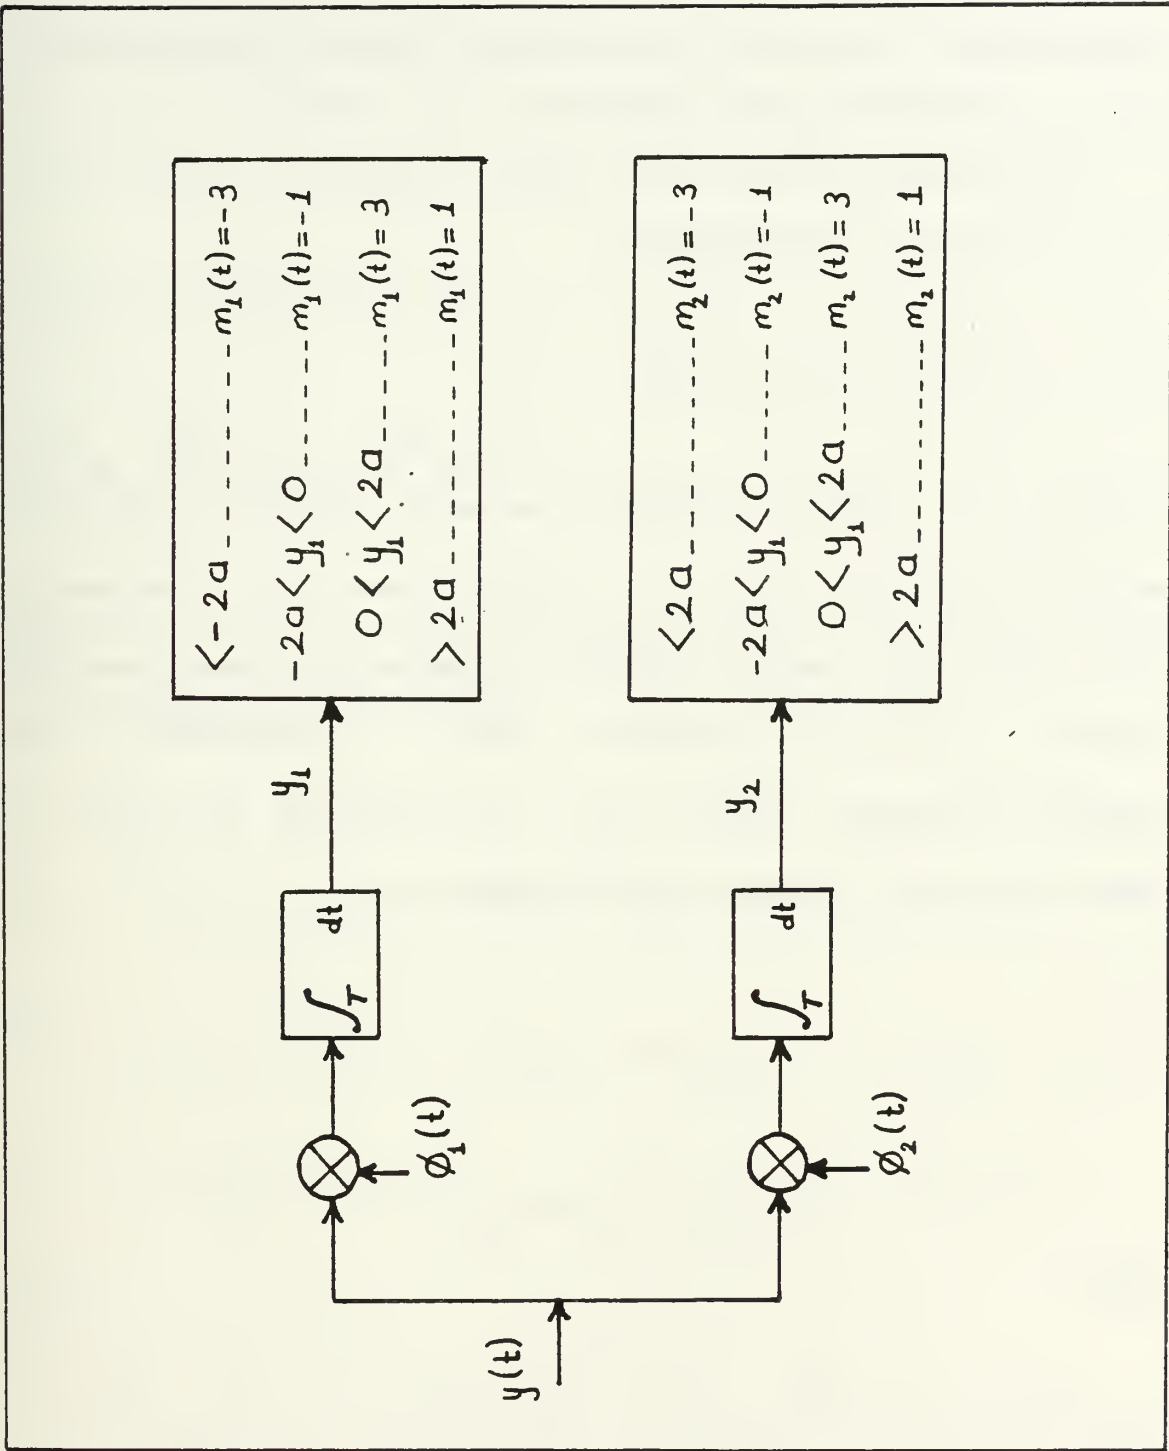 y(t)
ϕ₁(t)
∫_T dt
y₁
<-2a ---------- m₁(t)=-3
-2a<y₁<0 ------- m₁(t)=-1
0<y₁<2a ------ m₁(t)=3
>2a ---------- m₁(t)=1
ϕ₂(t)
∫_T dt
y₂
<2a ---------- m₂(t)=-3
-2a<y₁<0 ------- m₂(t)=-1
0<y₁<2a ------ m₂(t)=3
>2a ---------- m₂(t)=1